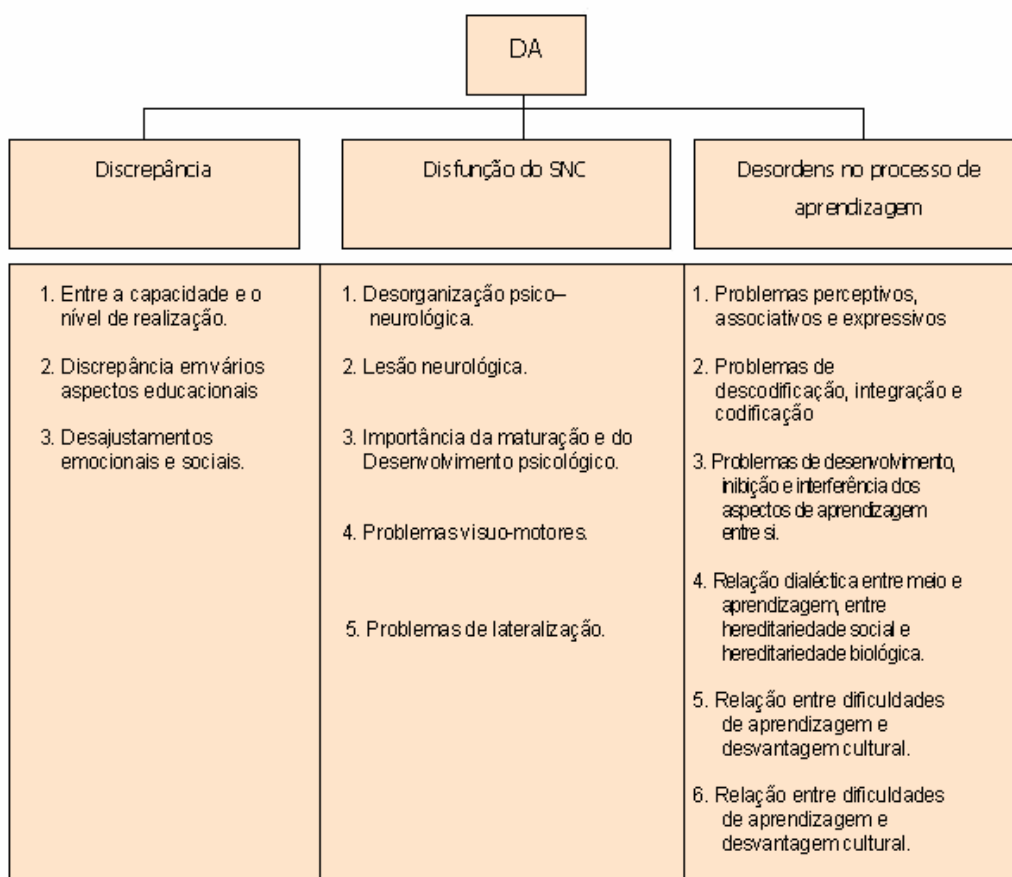 DA
Discrepância
Disfunção do SNC
Desordens no processo de
aprendizagem
1. Entre a capacidade e o
nível de realização.
2. Discrepância emvários
aspectos educacionais
3. Desajustamentos
emocionais e sociais.
1. Desorganização psico–
neurológica.
2. Lesão neurológica.
3. Importância da maturação e do
Desenvolvimento psicológico.
4. Problemas visuo-motores.
5. Problemas de lateralização.
1. Problemas perceptivos,
associativos e expressivos
2. Problemas de
descodificação, integração e
codificação
3. Problemas de desenvolvimento,
inibição e interferência dos
aspectos de aprendizagem
entre si.
4. Relação dialéctica entre meio e
aprendizagem, entre
hereditariedade social e
hereditariedade biológica.
5. Relação entre dificuldades
de aprendizagem e
desvantagem cultural.
6. Relação entre dificuldades
de aprendizagem e
desvantagem cultural.